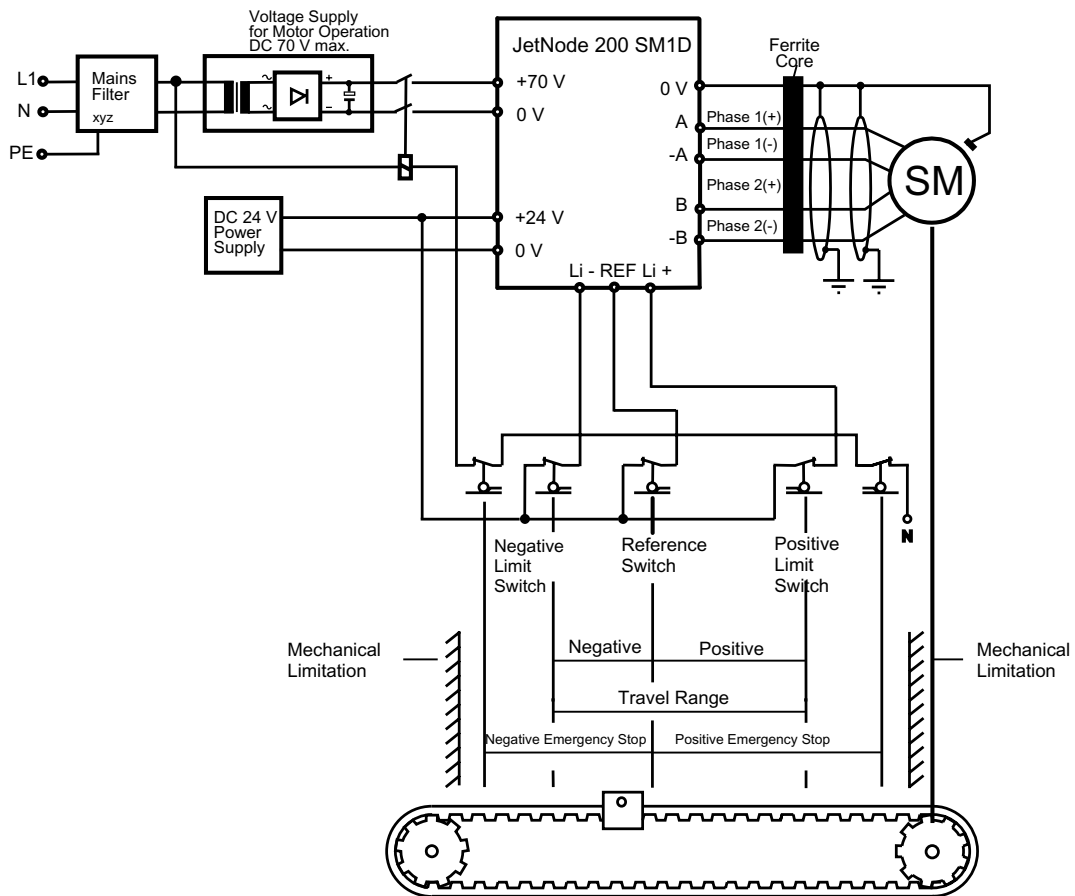 Voltage Supply
for Motor Operation
DC 70 V max.
JetNode 200 SM1D
Ferrite
Core
L1
N
PE
Mains
Filter
xyz
~
~
+
−
+70 V
0 V
0 V
A
-A
B
-B
Phase 1(+)
Phase 1(-)
Phase 2(+)
Phase 2(-)
SM
DC 24 V
Power
Supply
+24 V
0 V
Li - REF Li +
N
Negative
Limit
Switch
Reference
Switch
Positive
Limit
Switch
Mechanical
Limitation
Negative
Positive
Mechanical
Limitation
Travel Range
Negative Emergency Stop
Positive Emergency Stop